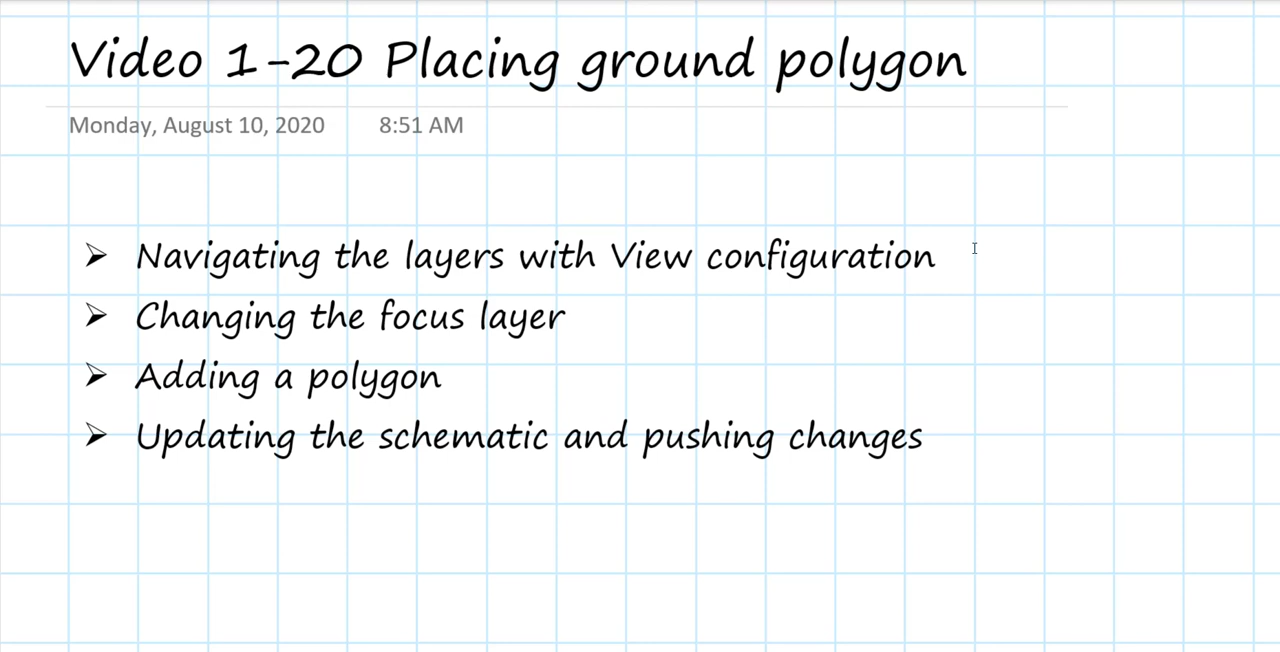 Video 1-20 Placing ground polygon
Monday, August 10, 2020 8:51 AM
➢ Navigating the layers with View configuration
➢ Changing the focus layer
➢ Adding a polygon
➢ Updating the schematic and pushing changes